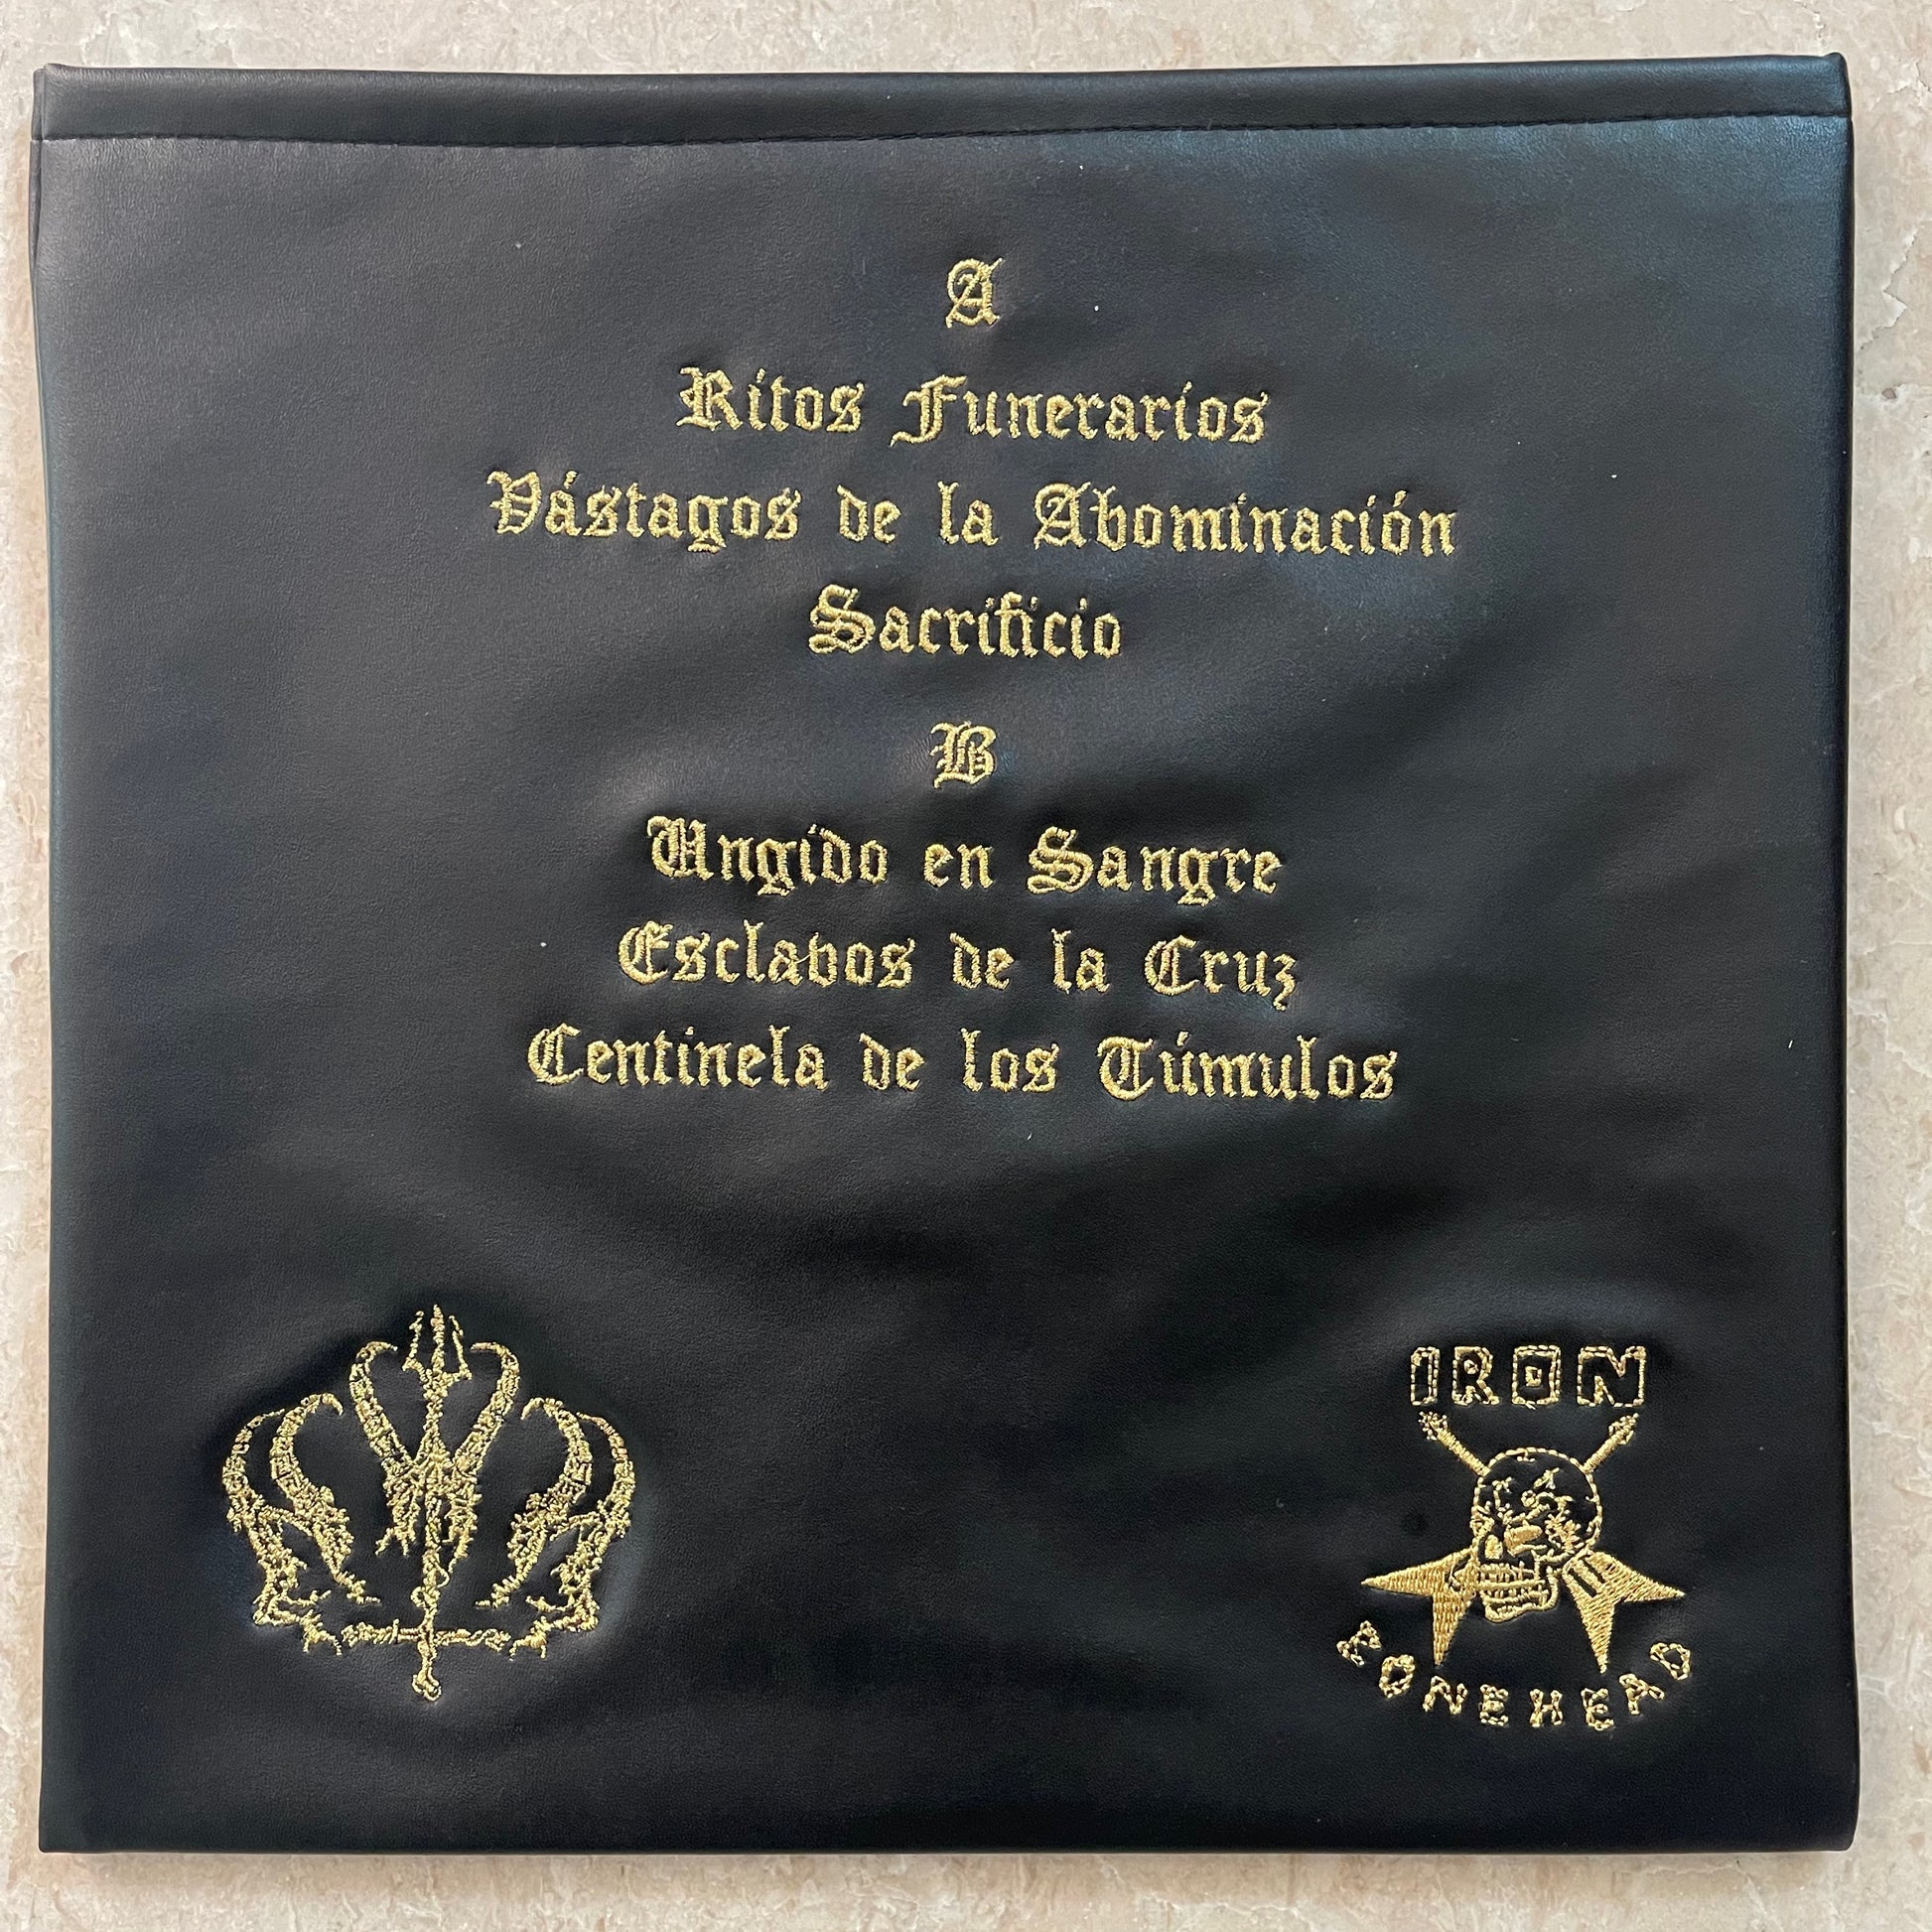 A
Ritos Funerarios
Vástagos de la Abominación
Sacrificio
B
Ungido en Sangre
Esclavos de la Cruz
Centinela de los Túmulos
IRON
BONEHEAD